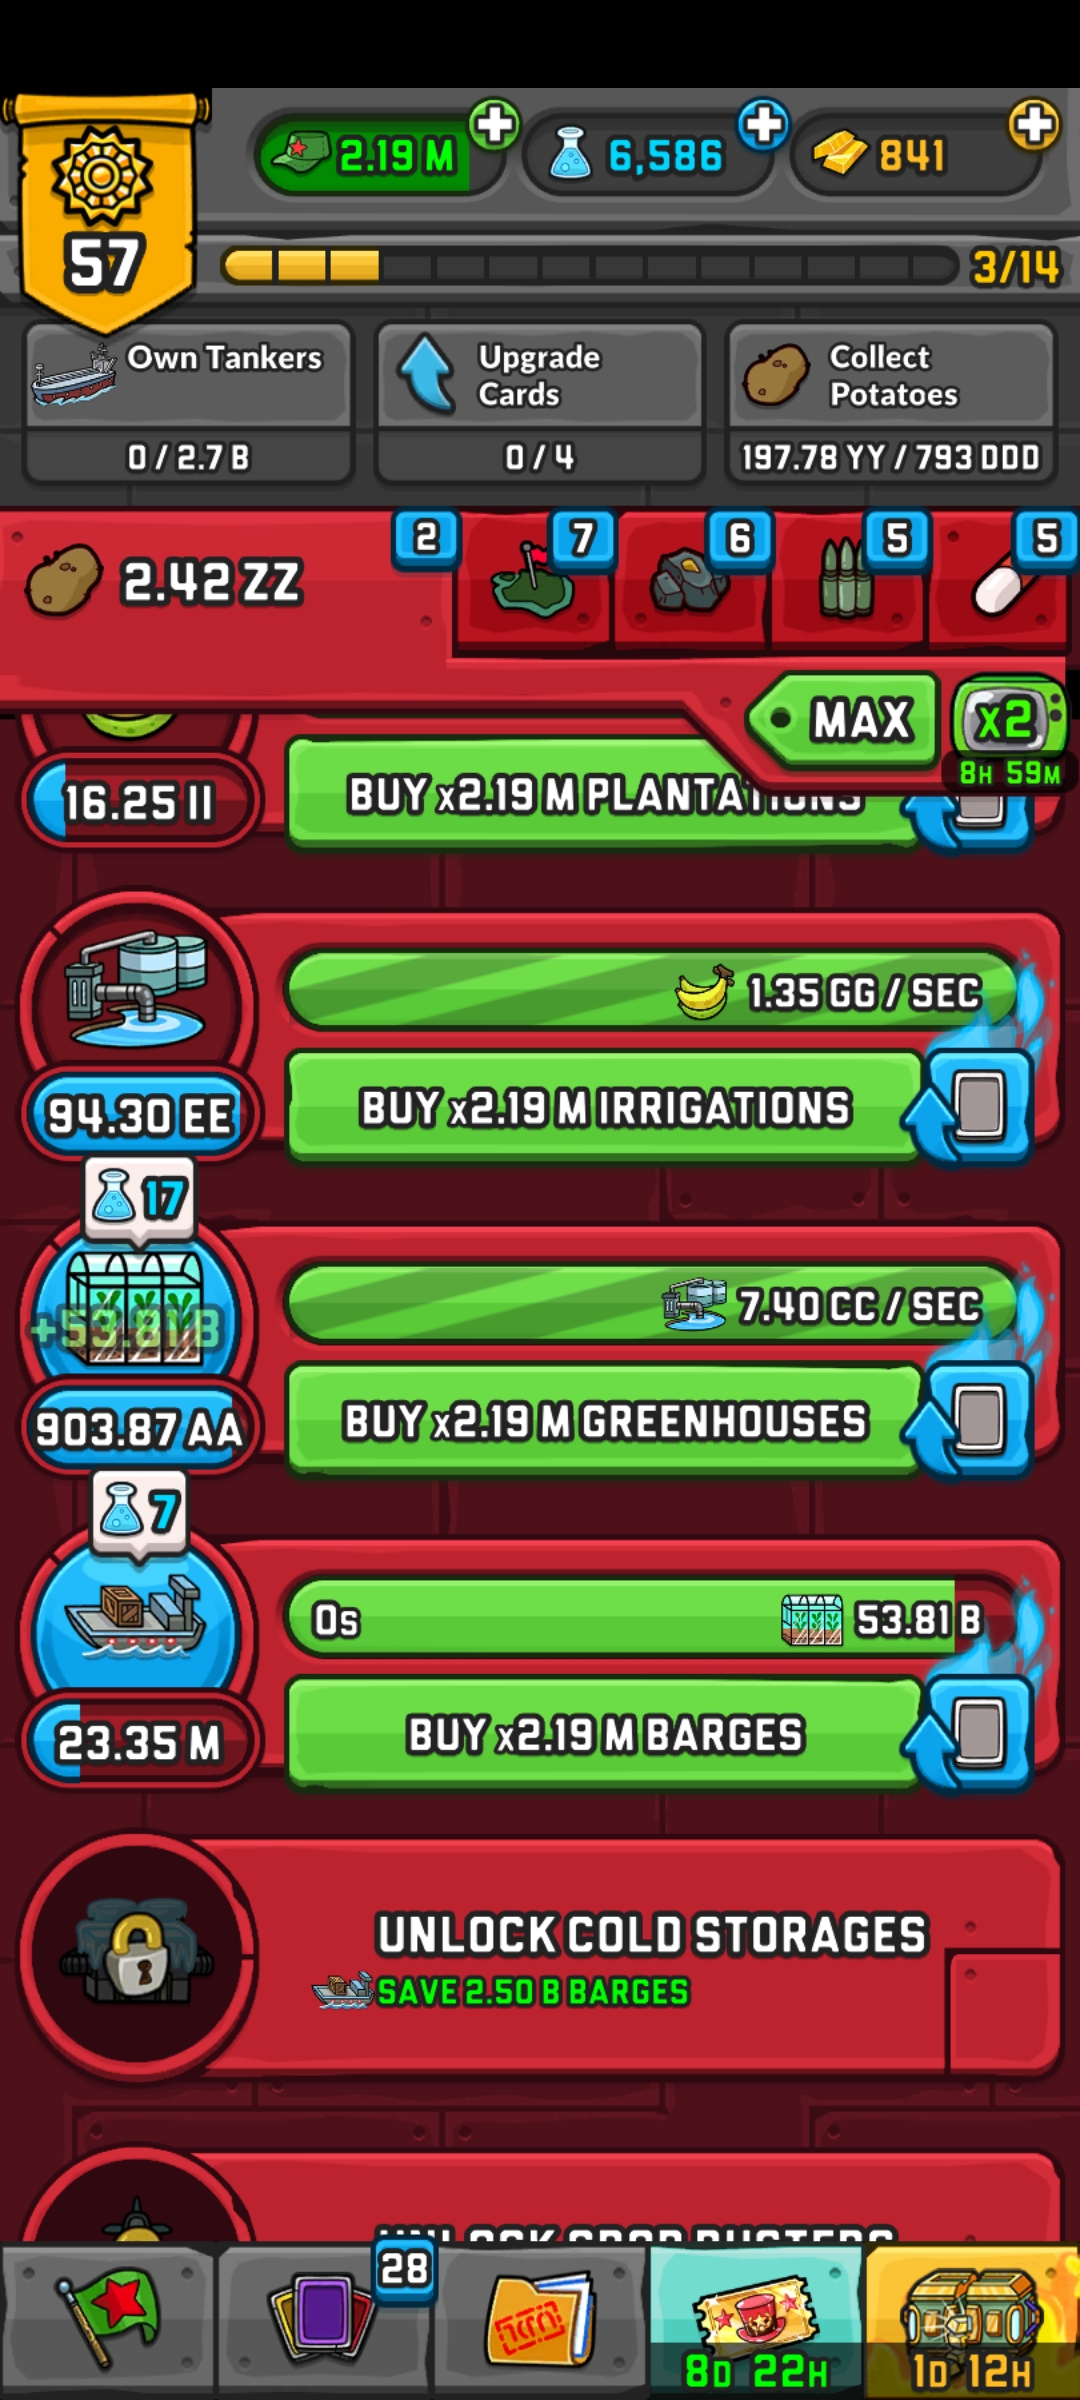 2.19 M
6,586
841
57
3/14
Own Tankers
0 / 2.7 B
Upgrade
Cards
0 / 4
Collect
Potatoes
197.78 YY / 793 DDD
2.42 ZZ
2
7
6
5
5
MAX
x2
8H 59M
16.25 II
BUY x2.19 M PLANTATIONS
1.35 GG / SEC
94.30 EE
BUY x2.19 M IRRIGATIONS
17
+53.81 B
7.40 CC / SEC
903.87 AA
BUY x2.19 M GREENHOUSES
7
0s
53.81 B
23.35 M
BUY x2.19 M BARGES
UNLOCK COLD STORAGES
SAVE 2.50 B BARGES
UNLOCK
28
8D 22H
1D 12H